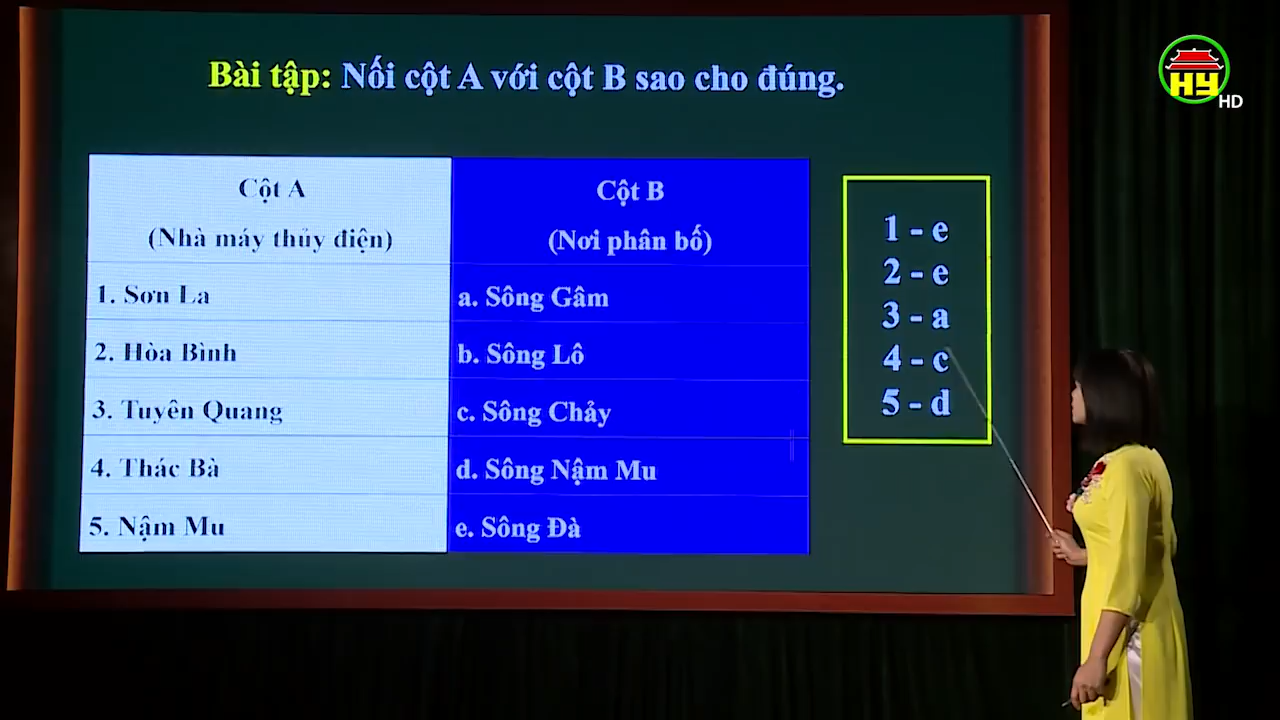 Bài tập: Nối cột A với cột B sao cho đúng.
Cột A
(Nhà máy thủy điện)
1. Sơn La
2. Hòa Bình
3. Tuyên Quang
4. Thác Bà
5. Nậm Mu
Cột B
(Nơi phân bố)
a. Sông Gâm
b. Sông Lô
c. Sông Chảy
d. Sông Nậm Mu
e. Sông Đà
1 - e
2 - e
3 - a
4 - c
5 - d
HY
HD